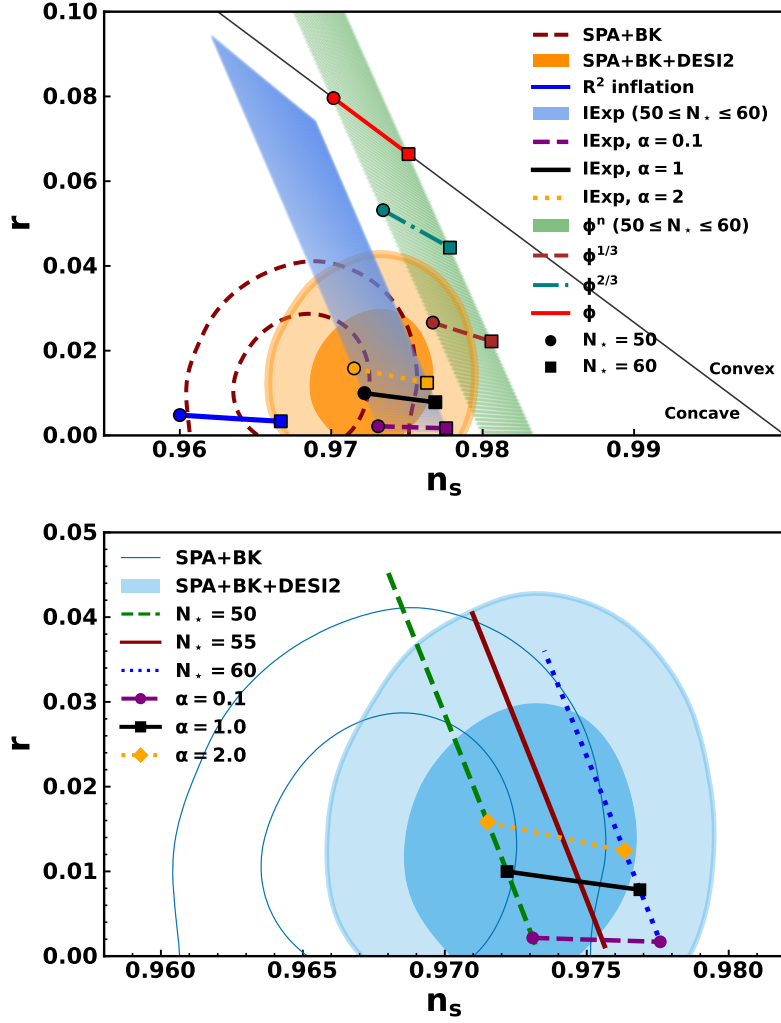 0.10
0.08
0.06
0.04
0.02
0.00
r
SPA+BK
SPA+BK+DESI2
R² inflation
IExp (50 ≤ N⋆ ≤ 60)
IExp, α = 0.1
IExp, α = 1
IExp, α = 2
ϕⁿ (50 ≤ N⋆ ≤ 60)
ϕ^{1/3}
ϕ^{2/3}
ϕ
N⋆ = 50
N⋆ = 60
Convex
Concave
0.96 0.97 0.98 0.99
nₛ
0.05
0.04
0.03
0.02
0.01
0.00
r
SPA+BK
SPA+BK+DESI2
N⋆ = 50
N⋆ = 55
N⋆ = 60
α = 0.1
α = 1.0
α = 2.0
0.960 0.965 0.970 0.975 0.980
nₛ